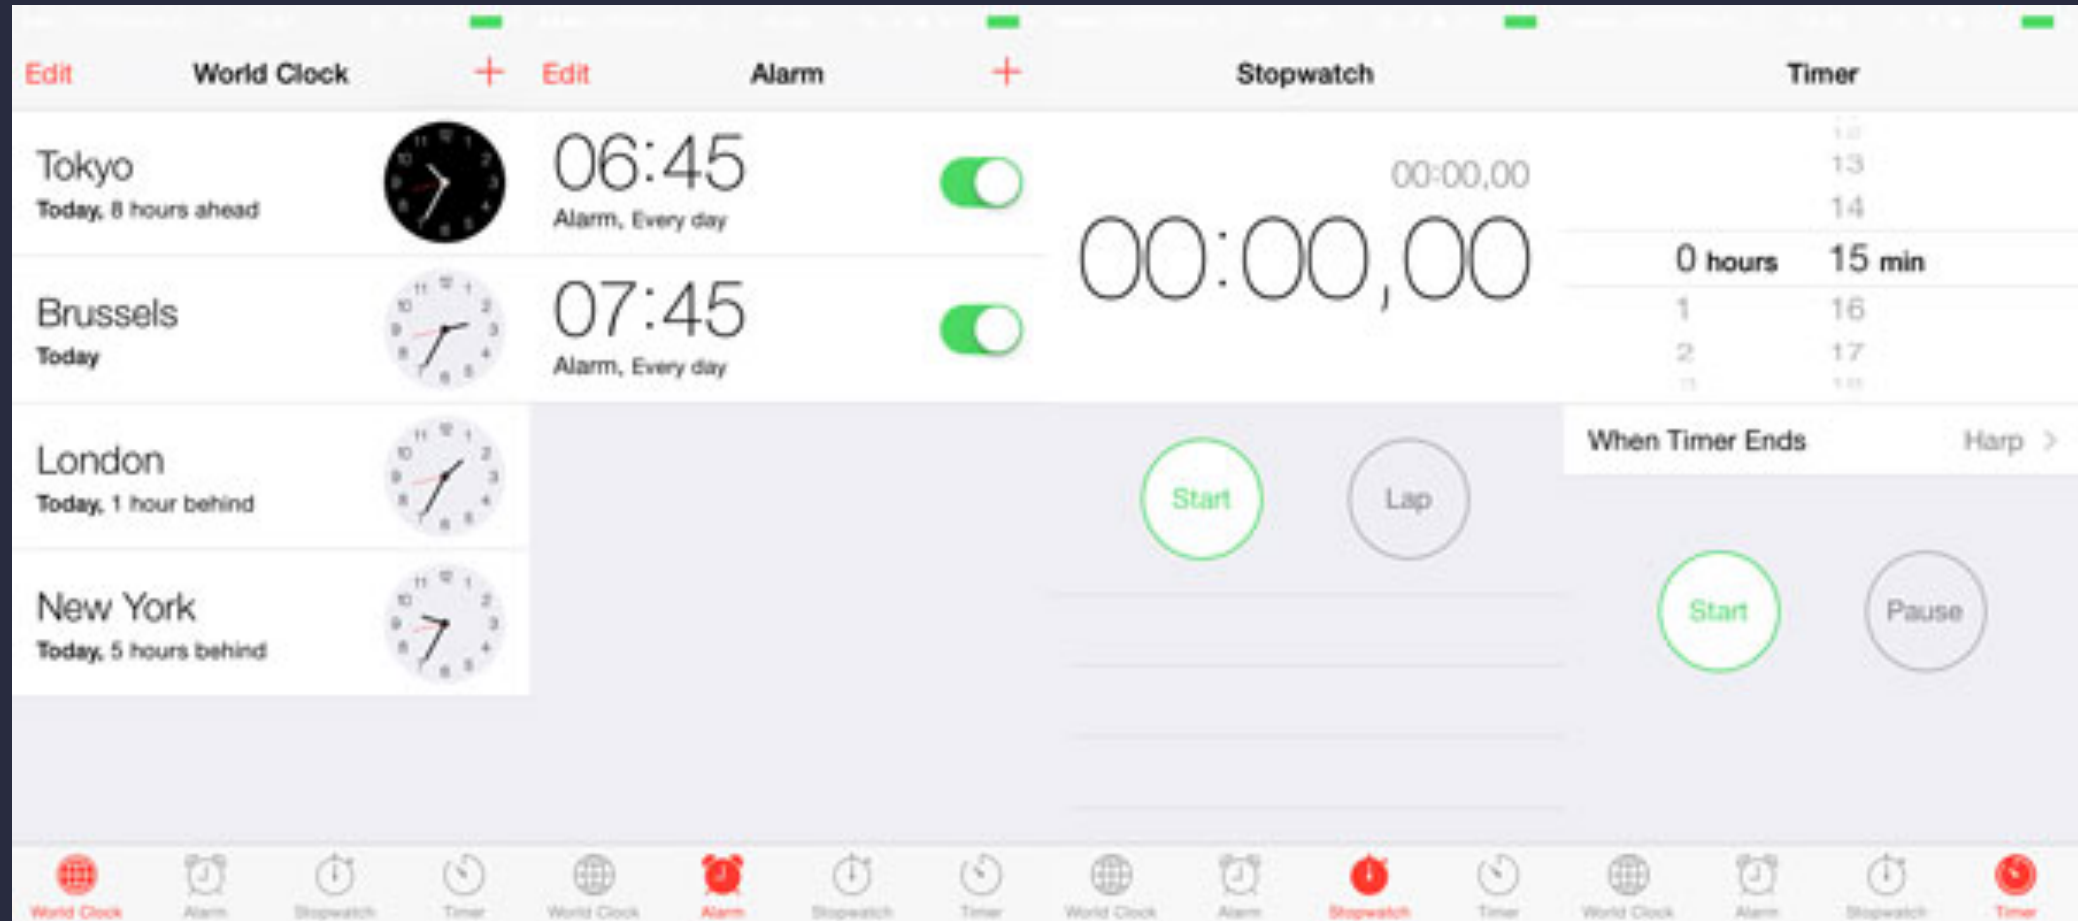 Edit World Clock +
Tokyo
Today, 8 hours ahead
Brussels
Today
London
Today, 1 hour behind
New York
Today, 5 hours behind
World Clock Alarm Stopwatch Timer
Edit Alarm +
06:45
Alarm, Every day
07:45
Alarm, Every day
World Clock Alarm Stopwatch Timer
Stopwatch
00:00,00
00:00,00
Start Lap
World Clock Alarm Stopwatch Timer
Timer
13
14
0 hours 15 min
1 16
2 17
When Timer Ends Harp >
Start Pause
World Clock Alarm Stopwatch Timer